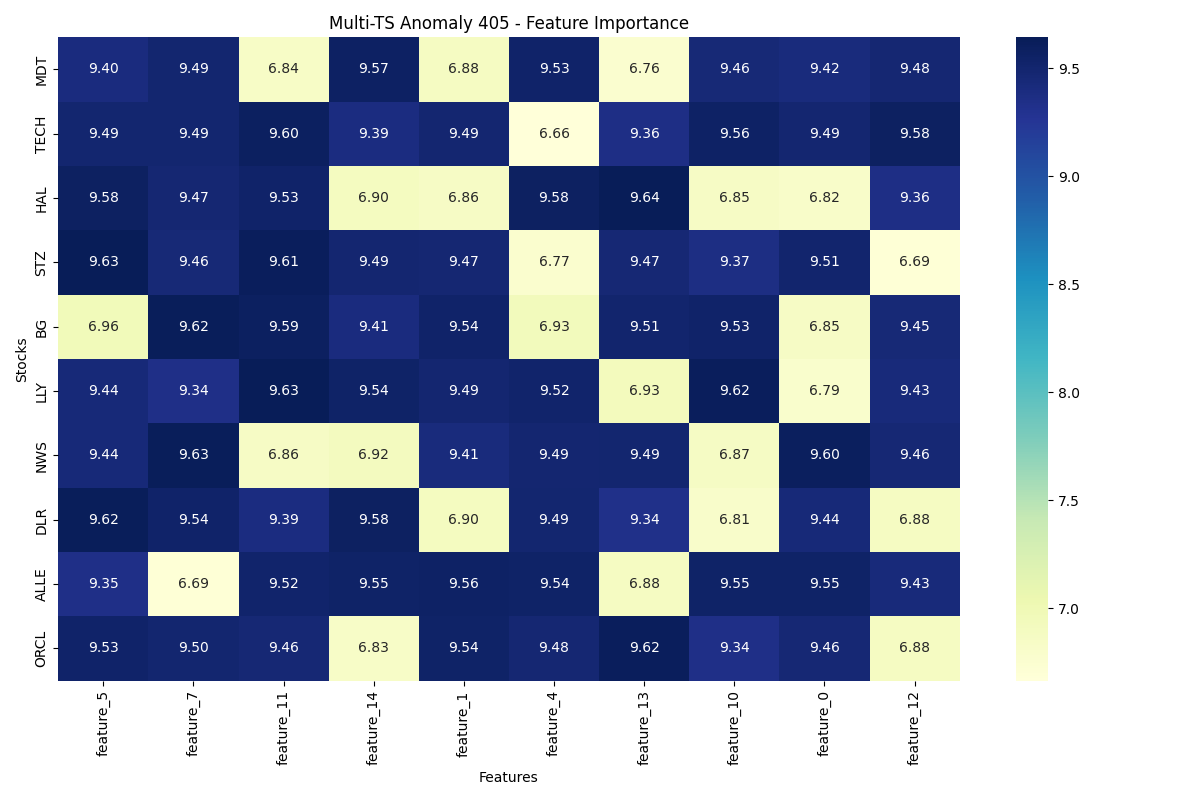 Multi-TS Anomaly 405 - Feature Importance
Stocks
MDT 9.40 9.49 6.84 9.57 6.88 9.53 6.76 9.46 9.42 9.48
TECH 9.49 9.49 9.60 9.39 9.49 6.66 9.36 9.56 9.49 9.58
HAL 9.58 9.47 9.53 6.90 6.86 9.58 9.64 6.85 6.82 9.36
STZ 9.63 9.46 9.61 9.49 9.47 6.77 9.47 9.37 9.51 6.69
BG 6.96 9.62 9.59 9.41 9.54 6.93 9.51 9.53 6.85 9.45
LLY 9.44 9.34 9.63 9.54 9.49 9.52 6.93 9.62 6.79 9.43
NWS 9.44 9.63 6.86 6.92 9.41 9.49 9.49 6.87 9.60 9.46
DLR 9.62 9.54 9.39 9.58 6.90 9.49 9.34 6.81 9.44 6.88
ALLE 9.35 6.69 9.52 9.55 9.56 9.54 6.88 9.55 9.55 9.43
ORCL 9.53 9.50 9.46 6.83 9.54 9.48 9.62 9.34 9.46 6.88
feature_5 feature_7 feature_11 feature_14 feature_1 feature_4 feature_13 feature_10 feature_0 feature_12
Features
9.5
9.0
8.5
8.0
7.5
7.0